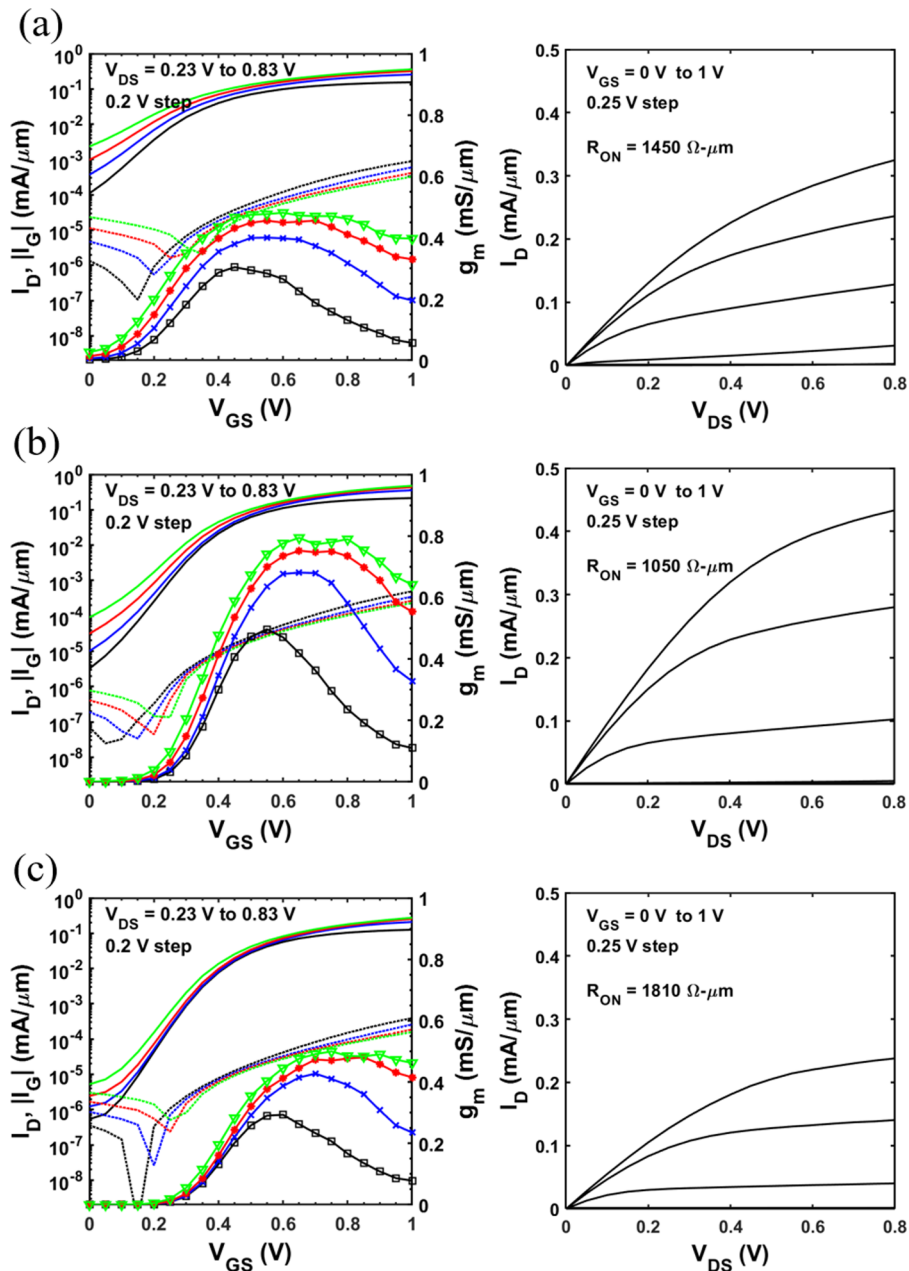 (a)
V_DS = 0.23 V to 0.83 V
0.2 V step
10^0
10^-1
10^-2
10^-3
10^-4
10^-5
10^-6
10^-7
10^-8
I_D, |I_G| (mA/μm)
1
0.8
0.6
0.4
0.2
0
g_m (mS/μm)
0 0.2 0.4 0.6 0.8 1
V_GS (V)
V_GS = 0 V to 1 V
0.25 V step
R_ON = 1450 Ω-μm
0.5
0.4
0.3
0.2
0.1
0
I_D (mA/μm)
0 0.2 0.4 0.6 0.8
V_DS (V)
(b)
V_DS = 0.23 V to 0.83 V
0.2 V step
10^0
10^-1
10^-2
10^-3
10^-4
10^-5
10^-6
10^-7
10^-8
I_D, |I_G| (mA/μm)
1
0.8
0.6
0.4
0.2
0
g_m (mS/μm)
0 0.2 0.4 0.6 0.8 1
V_GS (V)
V_GS = 0 V to 1 V
0.25 V step
R_ON = 1050 Ω-μm
0.5
0.4
0.3
0.2
0.1
0
I_D (mA/μm)
0 0.2 0.4 0.6 0.8
V_DS (V)
(c)
V_DS = 0.23 V to 0.83 V
0.2 V step
10^0
10^-1
10^-2
10^-3
10^-4
10^-5
10^-6
10^-7
10^-8
I_D, |I_G| (mA/μm)
1
0.8
0.6
0.4
0.2
0
g_m (mS/μm)
0 0.2 0.4 0.6 0.8 1
V_GS (V)
V_GS = 0 V to 1 V
0.25 V step
R_ON = 1810 Ω-μm
0.5
0.4
0.3
0.2
0.1
0
I_D (mA/μm)
0 0.2 0.4 0.6 0.8
V_DS (V)